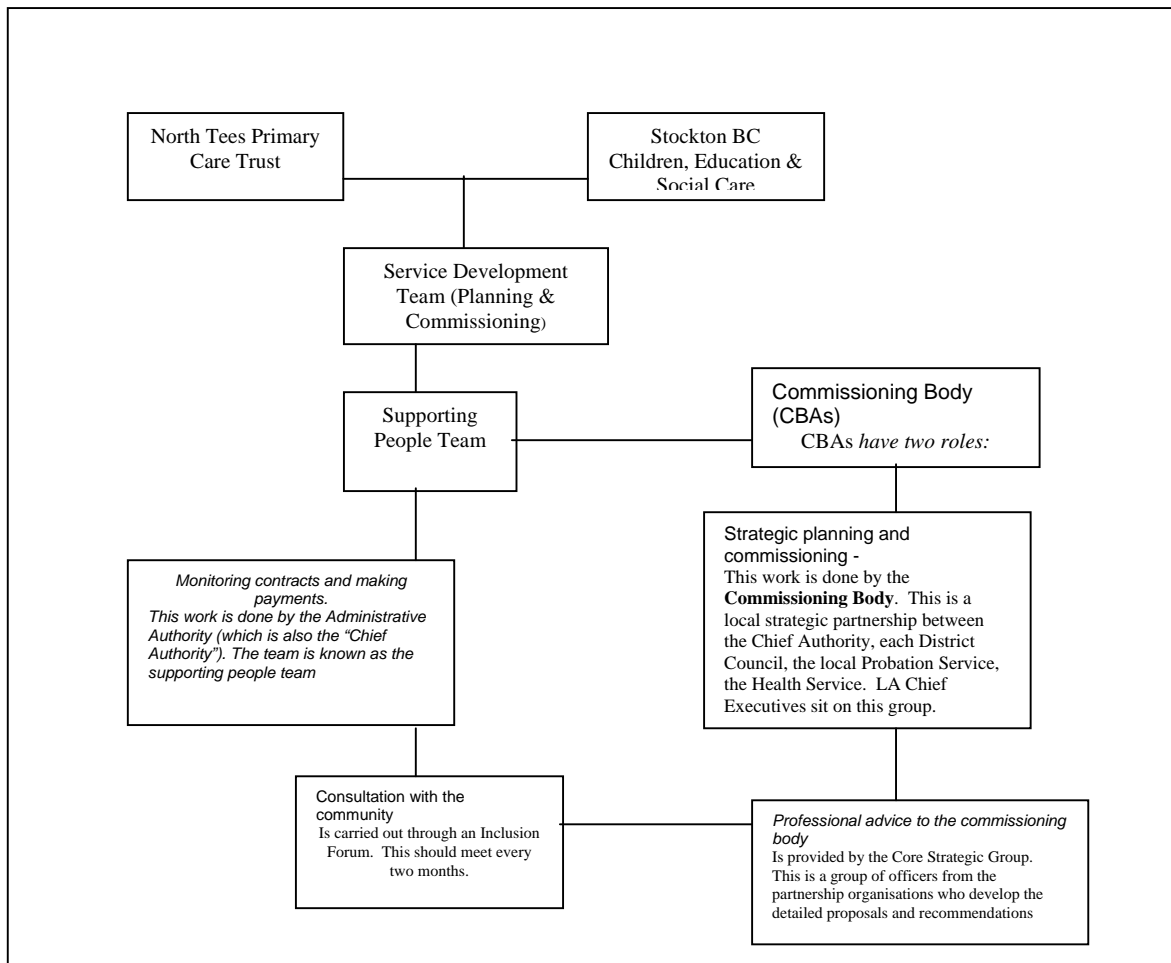 North Tees Primary
Care Trust
Stockton BC
Children, Education &
Social Care
Service Development
Team (Planning &
Commissioning)
Supporting
People Team
Commissioning Body
(CBAs)
CBAs have two roles:
Monitoring contracts and making
payments.
This work is done by the Administrative
Authority (which is also the “Chief
Authority”). The team is known as the
supporting people team
Strategic planning and
commissioning -
This work is done by the
Commissioning Body. This is a
local strategic partnership between
the Chief Authority, each District
Council, the local Probation Service,
the Health Service. LA Chief
Executives sit on this group.
Consultation with the
community
Is carried out through an Inclusion
Forum. This should meet every
two months.
Professional advice to the commissioning
body
Is provided by the Core Strategic Group.
This is a group of officers from the
partnership organisations who develop the
detailed proposals and recommendations